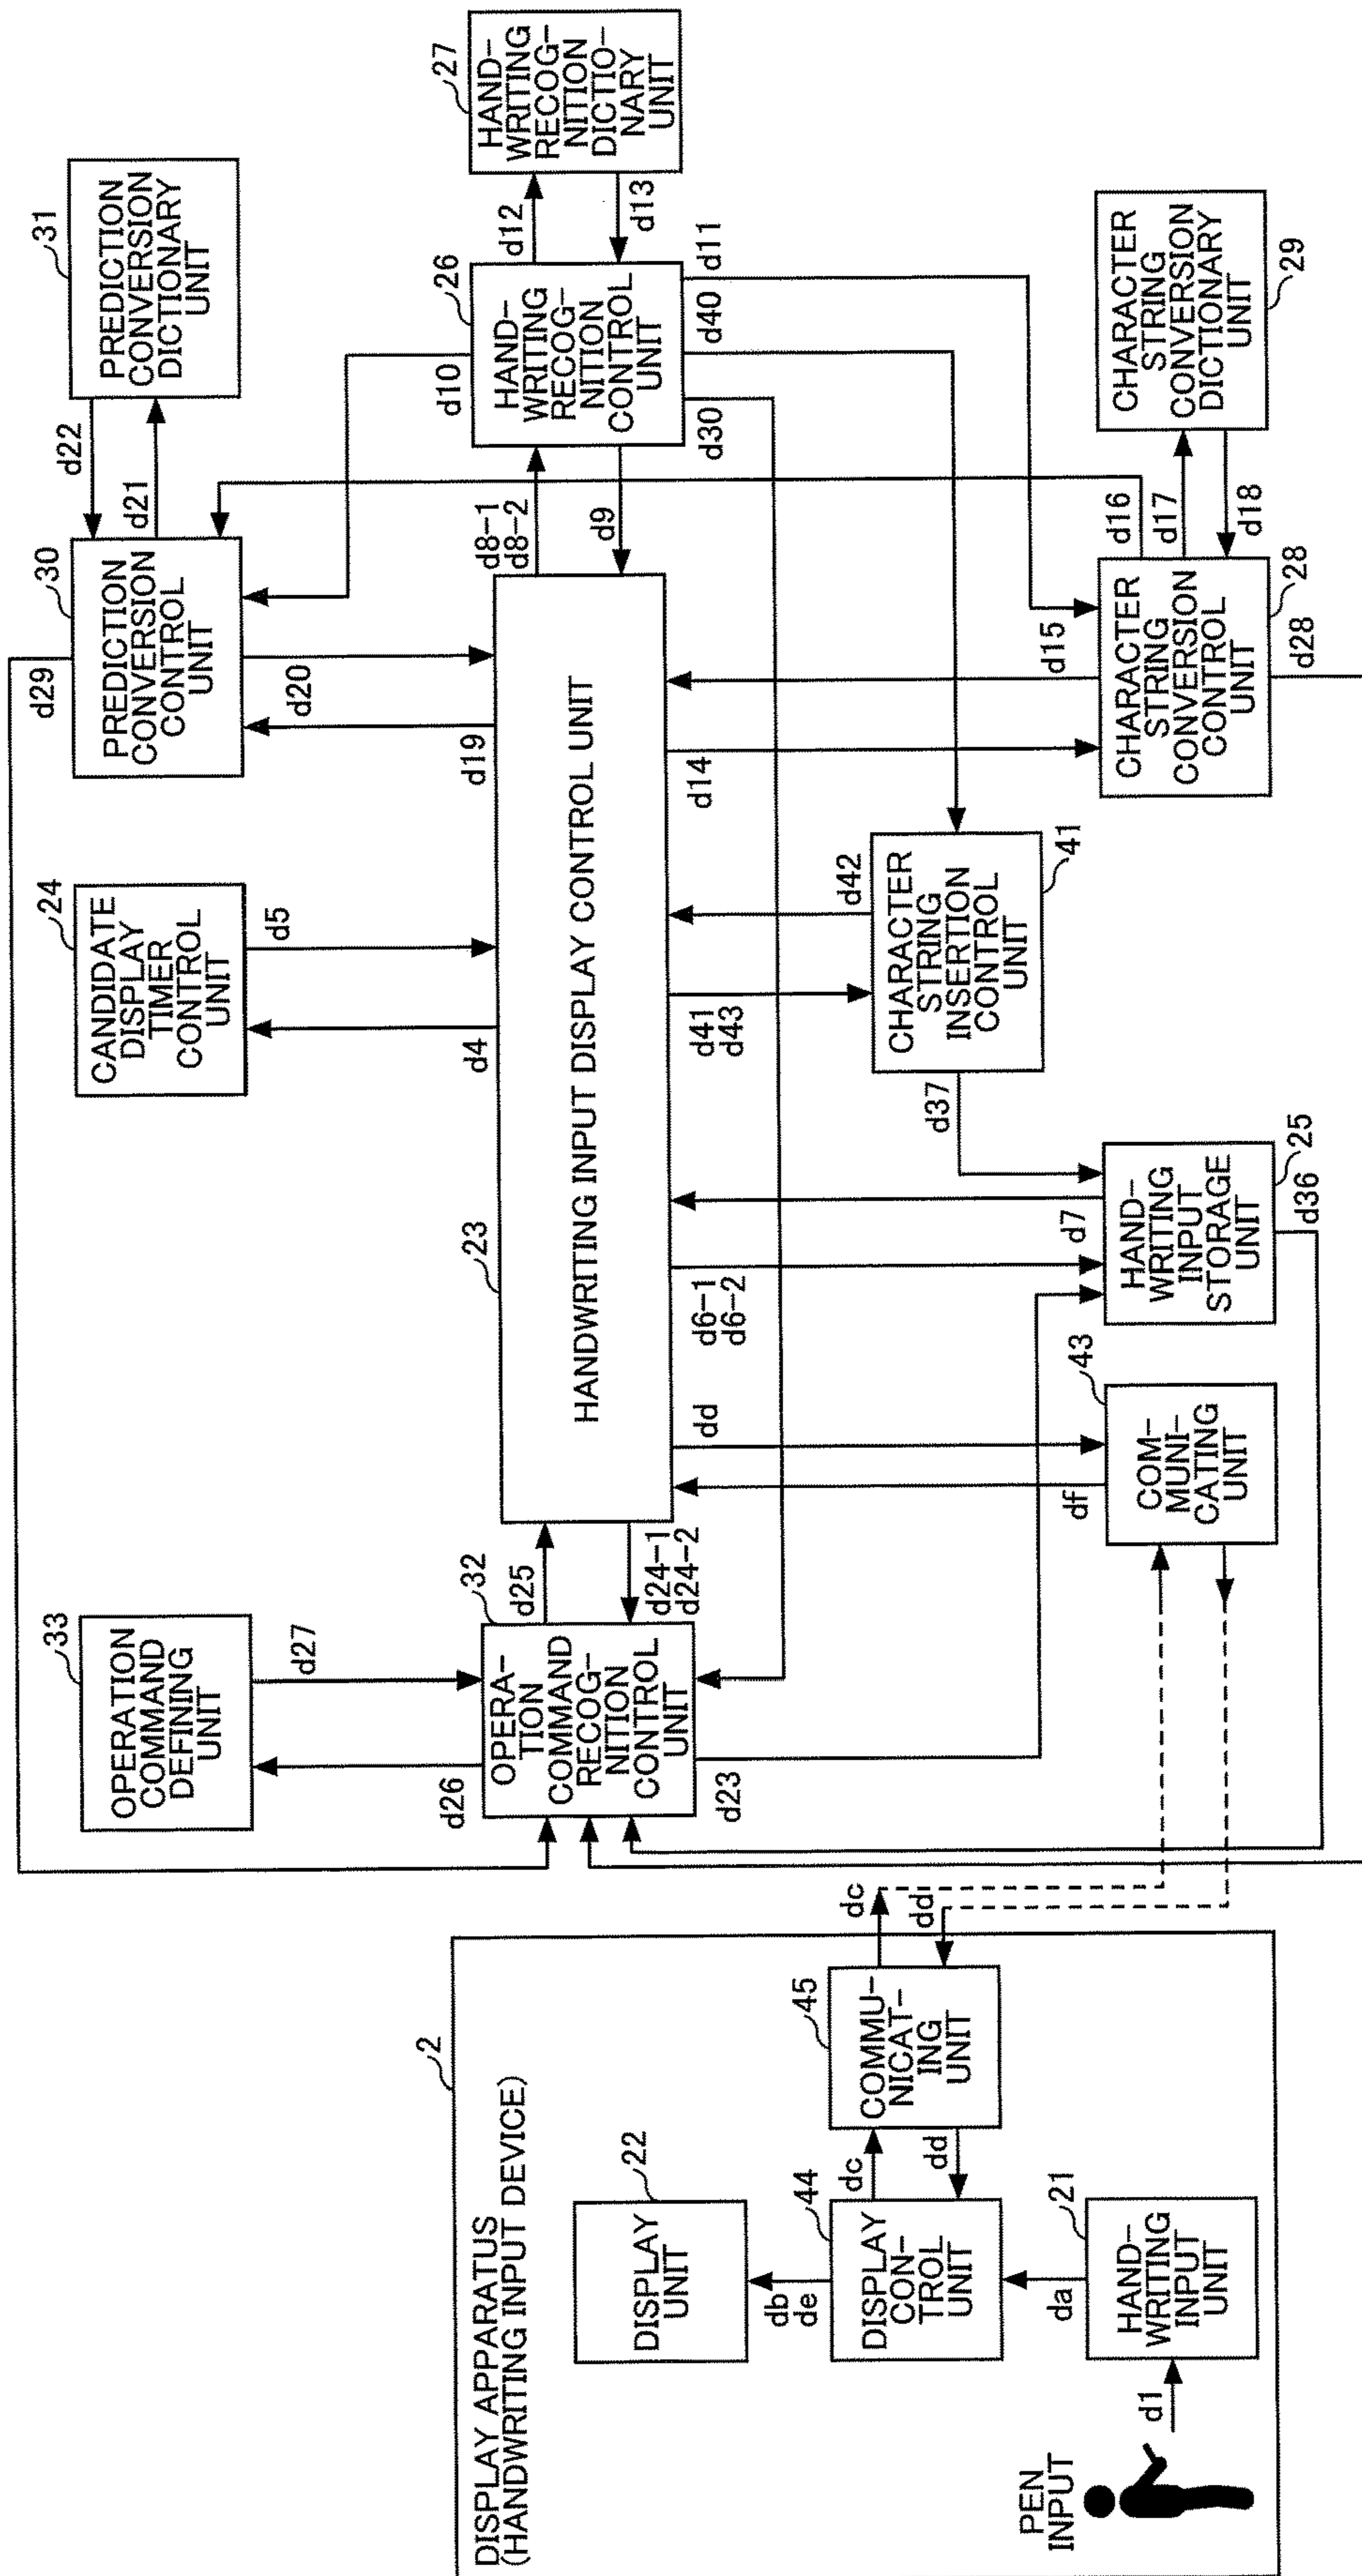 DISPLAY APPARATUS
(HANDWRITING INPUT DEVICE)
2
PEN
INPUT
d1
HAND-
WRITING
INPUT
UNIT
21
da
DISPLAY
CON-
TROL
UNIT
44
db
de
DISPLAY
UNIT
22
dc
dd
COMMU-
NICAT-
ING
UNIT
45
dc
dd
OPERATION
COMMAND
DEFINING
UNIT
33
d26
d27
OPERA-
TION
COMMAND
RECOG-
NITION
CONTROL
UNIT
32
d23
d25
d24-1
d24-2
HANDWRITING INPUT DISPLAY CONTROL UNIT
23
df
dd
COM-
MUNI-
CATING
UNIT
43
d6-1
d6-2
d7
HAND-
WRITING
INPUT
STORAGE
UNIT
25
d36
d37
CANDIDATE
DISPLAY
TIMER
CONTROL
UNIT
24
d4
d5
d41
d43
d42
CHARACTER
STRING
INSERTION
CONTROL
UNIT
41
d29
PREDICTION
CONVERSION
CONTROL
UNIT
30
d19
d20
d22
d21
PREDICTION
CONVERSION
DICTIONARY
UNIT
31
d14
d15
CHARACTER
STRING
CONVERSION
CONTROL
UNIT
28
d28
d16
d17
d18
CHARACTER
STRING
CONVERSION
DICTIONARY
UNIT
29
d8-1
d8-2
d9
HAND-
WRITING
RECOG-
NITION
CONTROL
UNIT
26
d10
d30
d40
d11
d12
d13
HAND-
WRITING
RECOG-
NITION
DICTIO-
NARY
UNIT
27